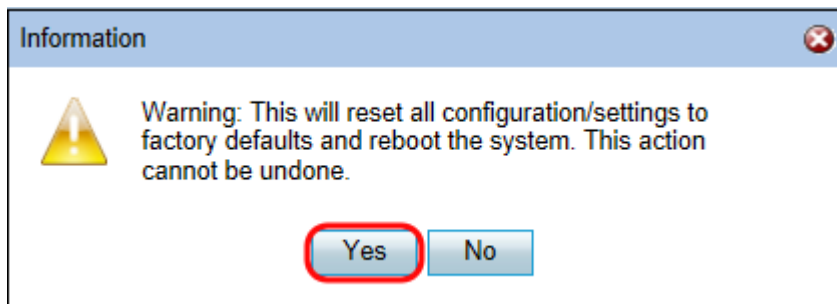 Information
Warning: This will reset all configuration/settings to
factory defaults and reboot the system. This action
cannot be undone.
Yes No